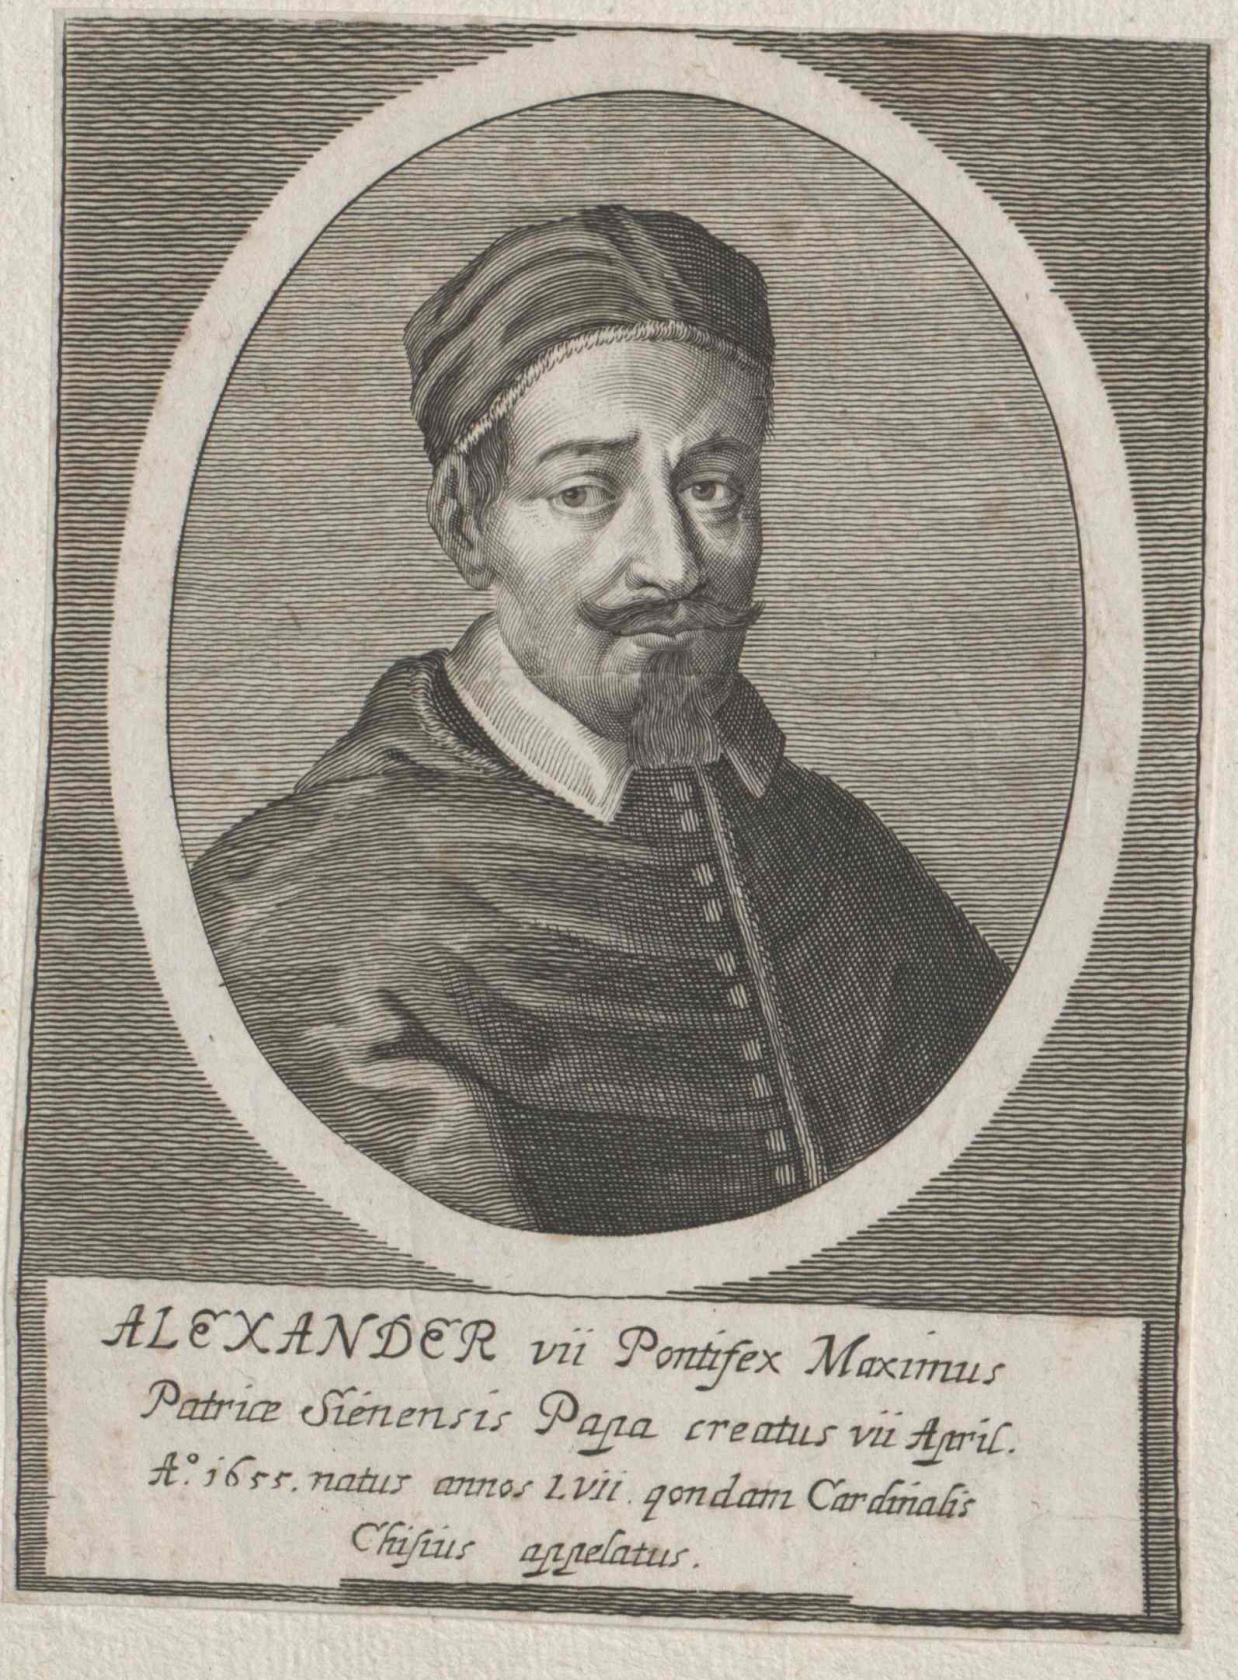 ALEXANDER vii Pontifex Maximus
Patriæ Sienensis Papa creatus vii April.
A.º 1655. natus annos LVII. qondam Cardinalis
Chisius appelatus.